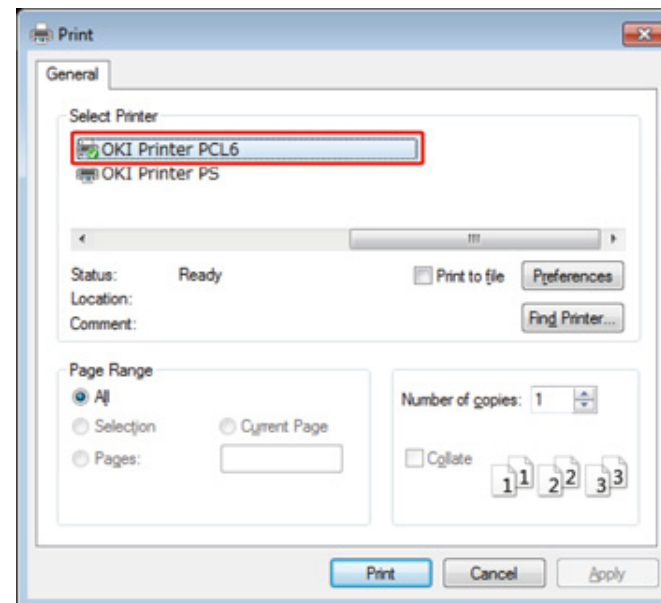 Print
General
Select Printer
OKI Printer PCL6
OKI Printer PS
Status: Ready
Print to file
Preferences
Location:
Comment:
Find Printer...
Page Range
All
Selection
Current Page
Pages:
Number of copies: 1
Collate
1 1 2 2 3 3
Print
Cancel
Apply